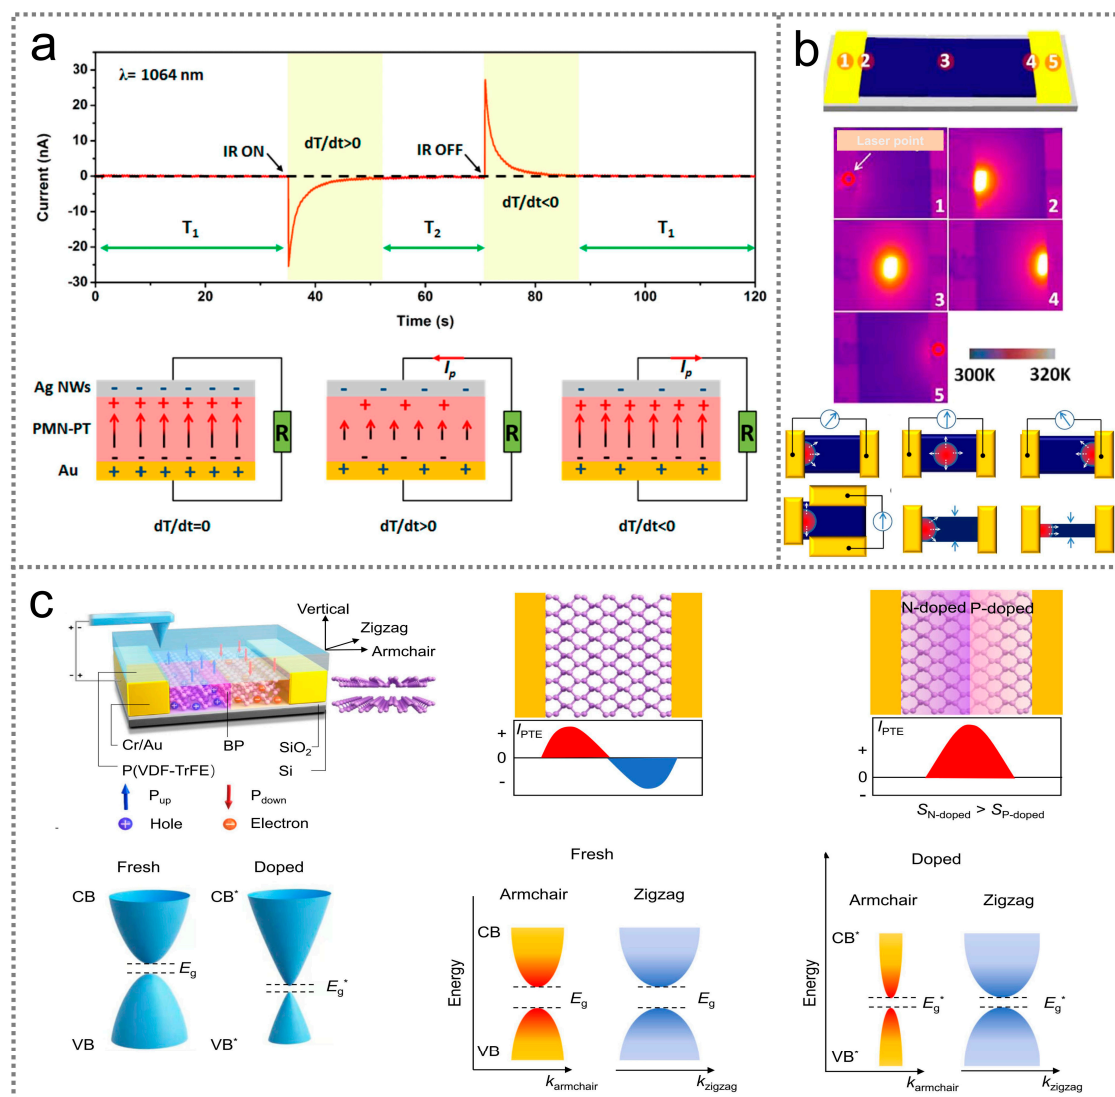 a
λ= 1064 nm
IR ON
dT/dt>0
IR OFF
dT/dt<0
T1
T2
T1
Current (nA)
30
20
10
0
-10
-20
-30
0
20
40
60
80
100
120
Time (s)
Ag NWs
PMN-PT
Au
R
Ip
R
Ip
R
dT/dt=0
dT/dt>0
dT/dt<0
b
1 2 3 4 5
Laser point
1
2
3
4
5
300K
320K
c
Vertical
Zigzag
Armchair
Cr/Au
BP
SiO2
P(VDF-TrFE)
Si
Pup
Pdown
Hole
Electron
IPTE
+
0
-
N-doped P-doped
IPTE
+
0
-
SN-doped > SP-doped
Fresh
Doped
CB
CB*
Eg
Eg*
VB
VB*
Fresh
Armchair
Zigzag
CB
Energy
Eg
Eg
VB
karmchair
kzigzag
Doped
Armchair
Zigzag
CB*
Energy
Eg*
Eg*
VB*
karmchair
kzigzag